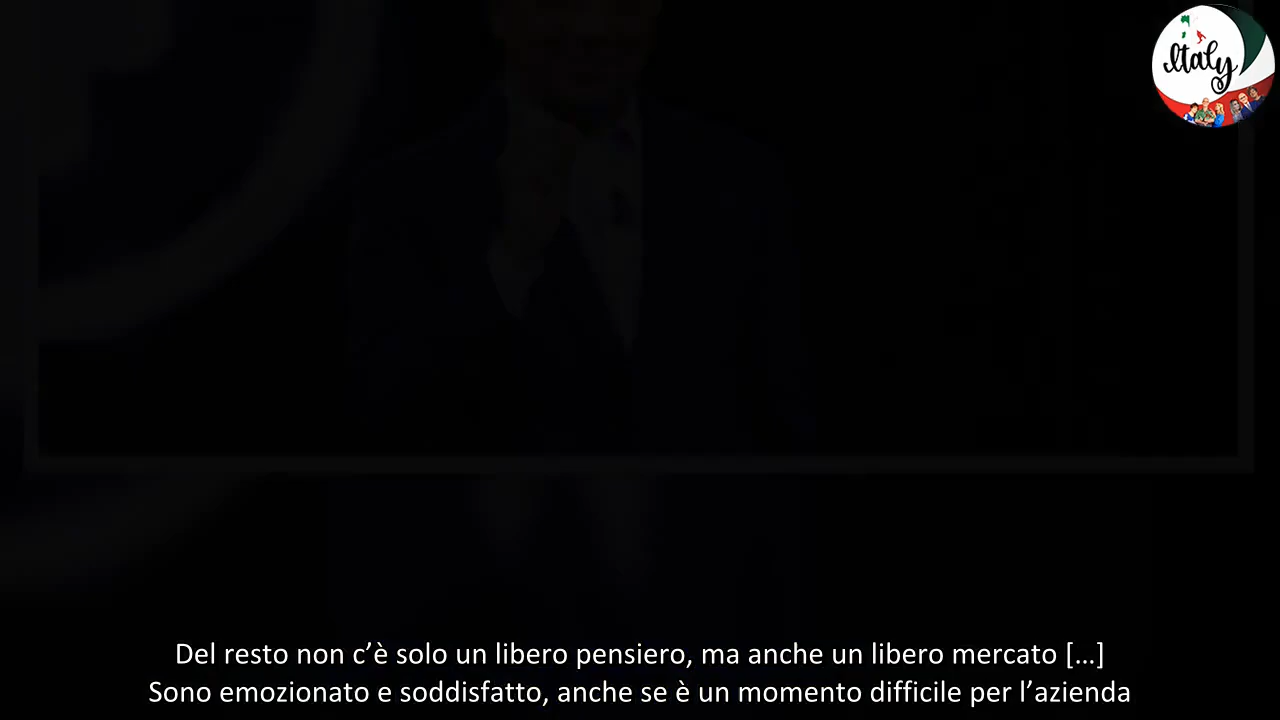 Italy
Del resto non c’è solo un libero pensiero, ma anche un libero mercato [...]
Sono emozionato e soddisfatto, anche se è un momento difficile per l’azienda